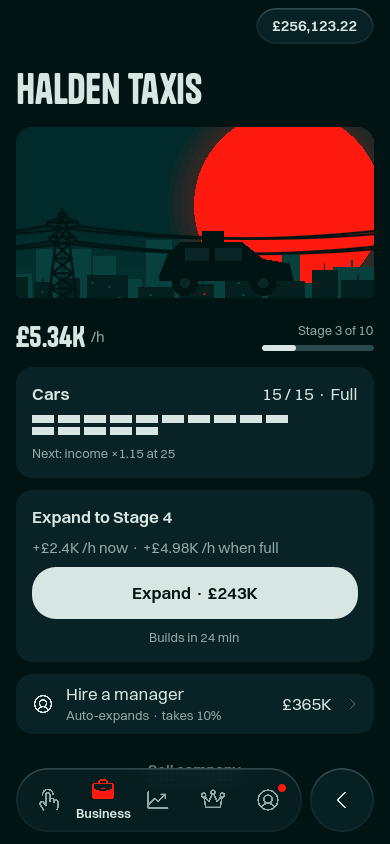 £256,123.22
HALDEN TAXIS
£5.34K /h
Stage 3 of 10
Cars
15 / 15 · Full
Next: income ×1.15 at 25
Expand to Stage 4
+£2.4K /h now · +£4.98K /h when full
Expand · £243K
Builds in 24 min
Hire a manager
£365K
Auto-expands · takes 10%
Sell company
Business